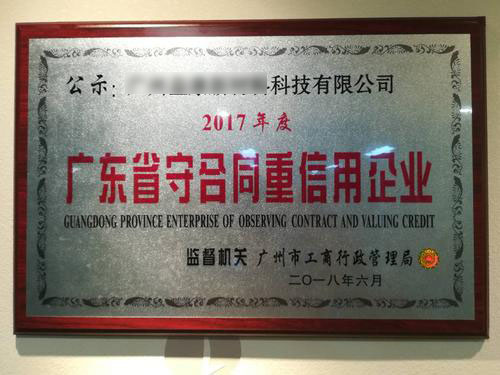 公示：科技有限公司
2017年度
广东省守合同重信用企业
GUANGDONG PROVINCE ENTERPRISE OF OBSERVING CONTRACT AND VALUING CREDIT
监督机关 广州市工商行政管理局
二〇一八年六月